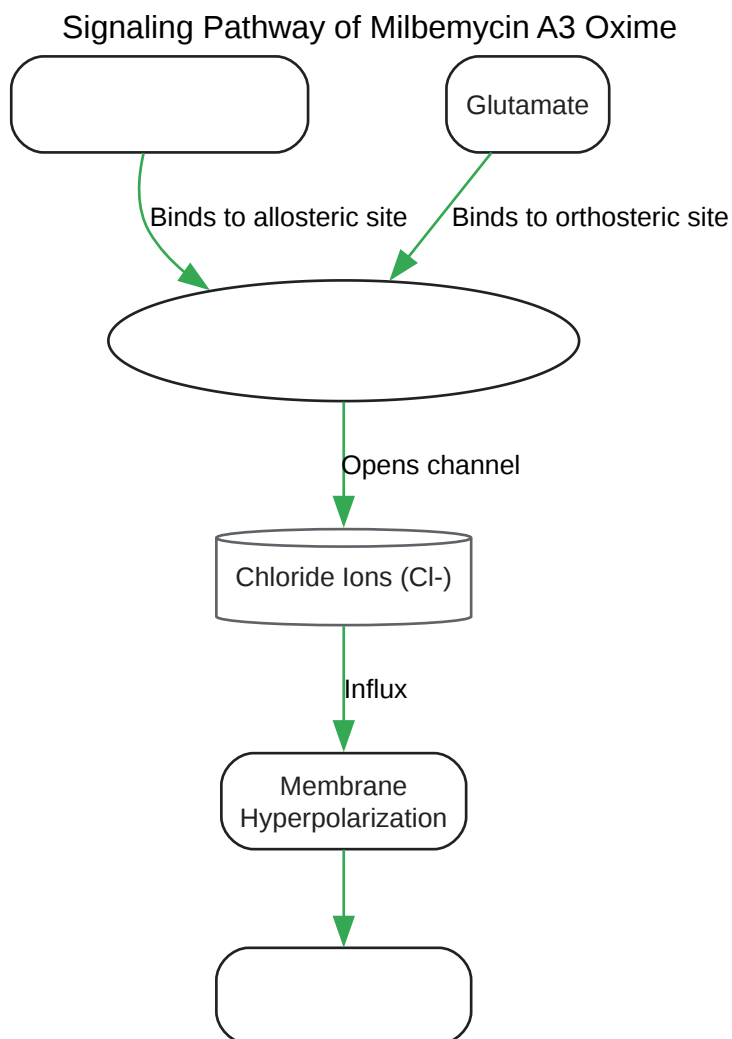 Signaling Pathway of Milbemycin A3 Oxime
Glutamate
Binds to allosteric site
Binds to orthosteric site
Opens channel
Chloride Ions (Cl-)
Influx
Membrane
Hyperpolarization